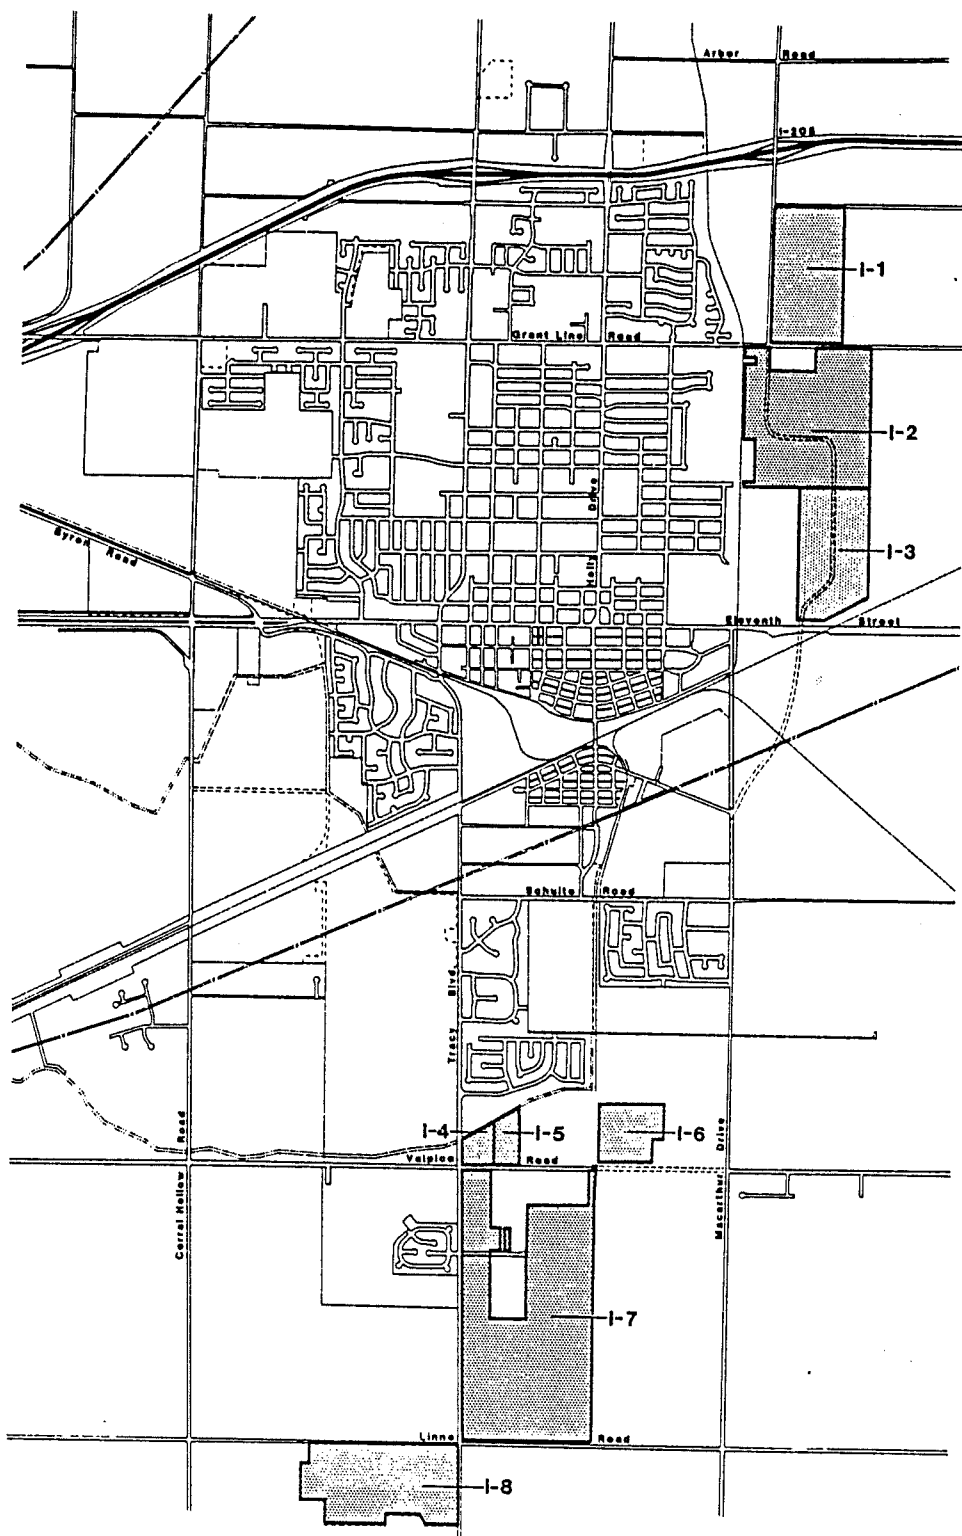 Arbor Road
I-205
I-1
Grant Line Road
I-2
Drive
I-3
Byron Road
Holly
Eleventh Street
Schulte Road
Tracy Blvd.
I-4
I-5
I-6
Valpico Road
Corral Hollow Road
Macarthur Drive
I-7
Linne Road
I-8